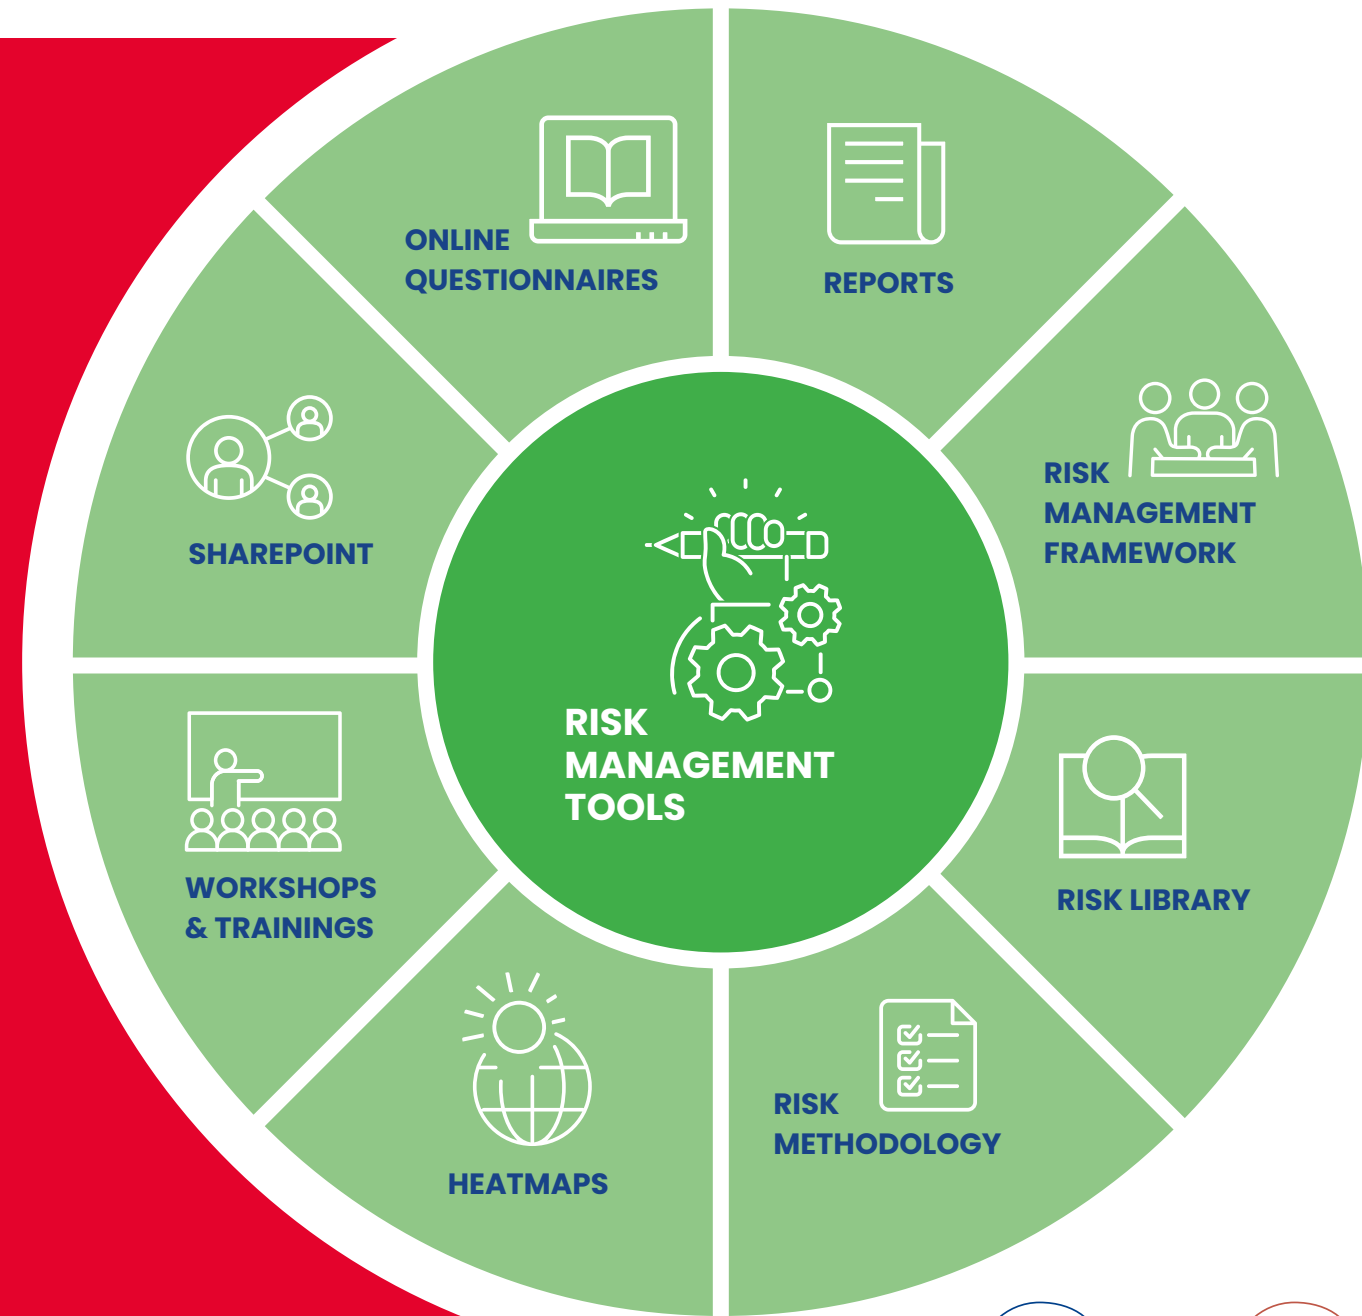 ONLINE
QUESTIONNAIRES
REPORTS
RISK
MANAGEMENT
FRAMEWORK
SHAREPOINT
RISK
MANAGEMENT
TOOLS
WORKSHOPS
& TRAININGS
RISK LIBRARY
RISK
METHODOLOGY
HEATMAPS